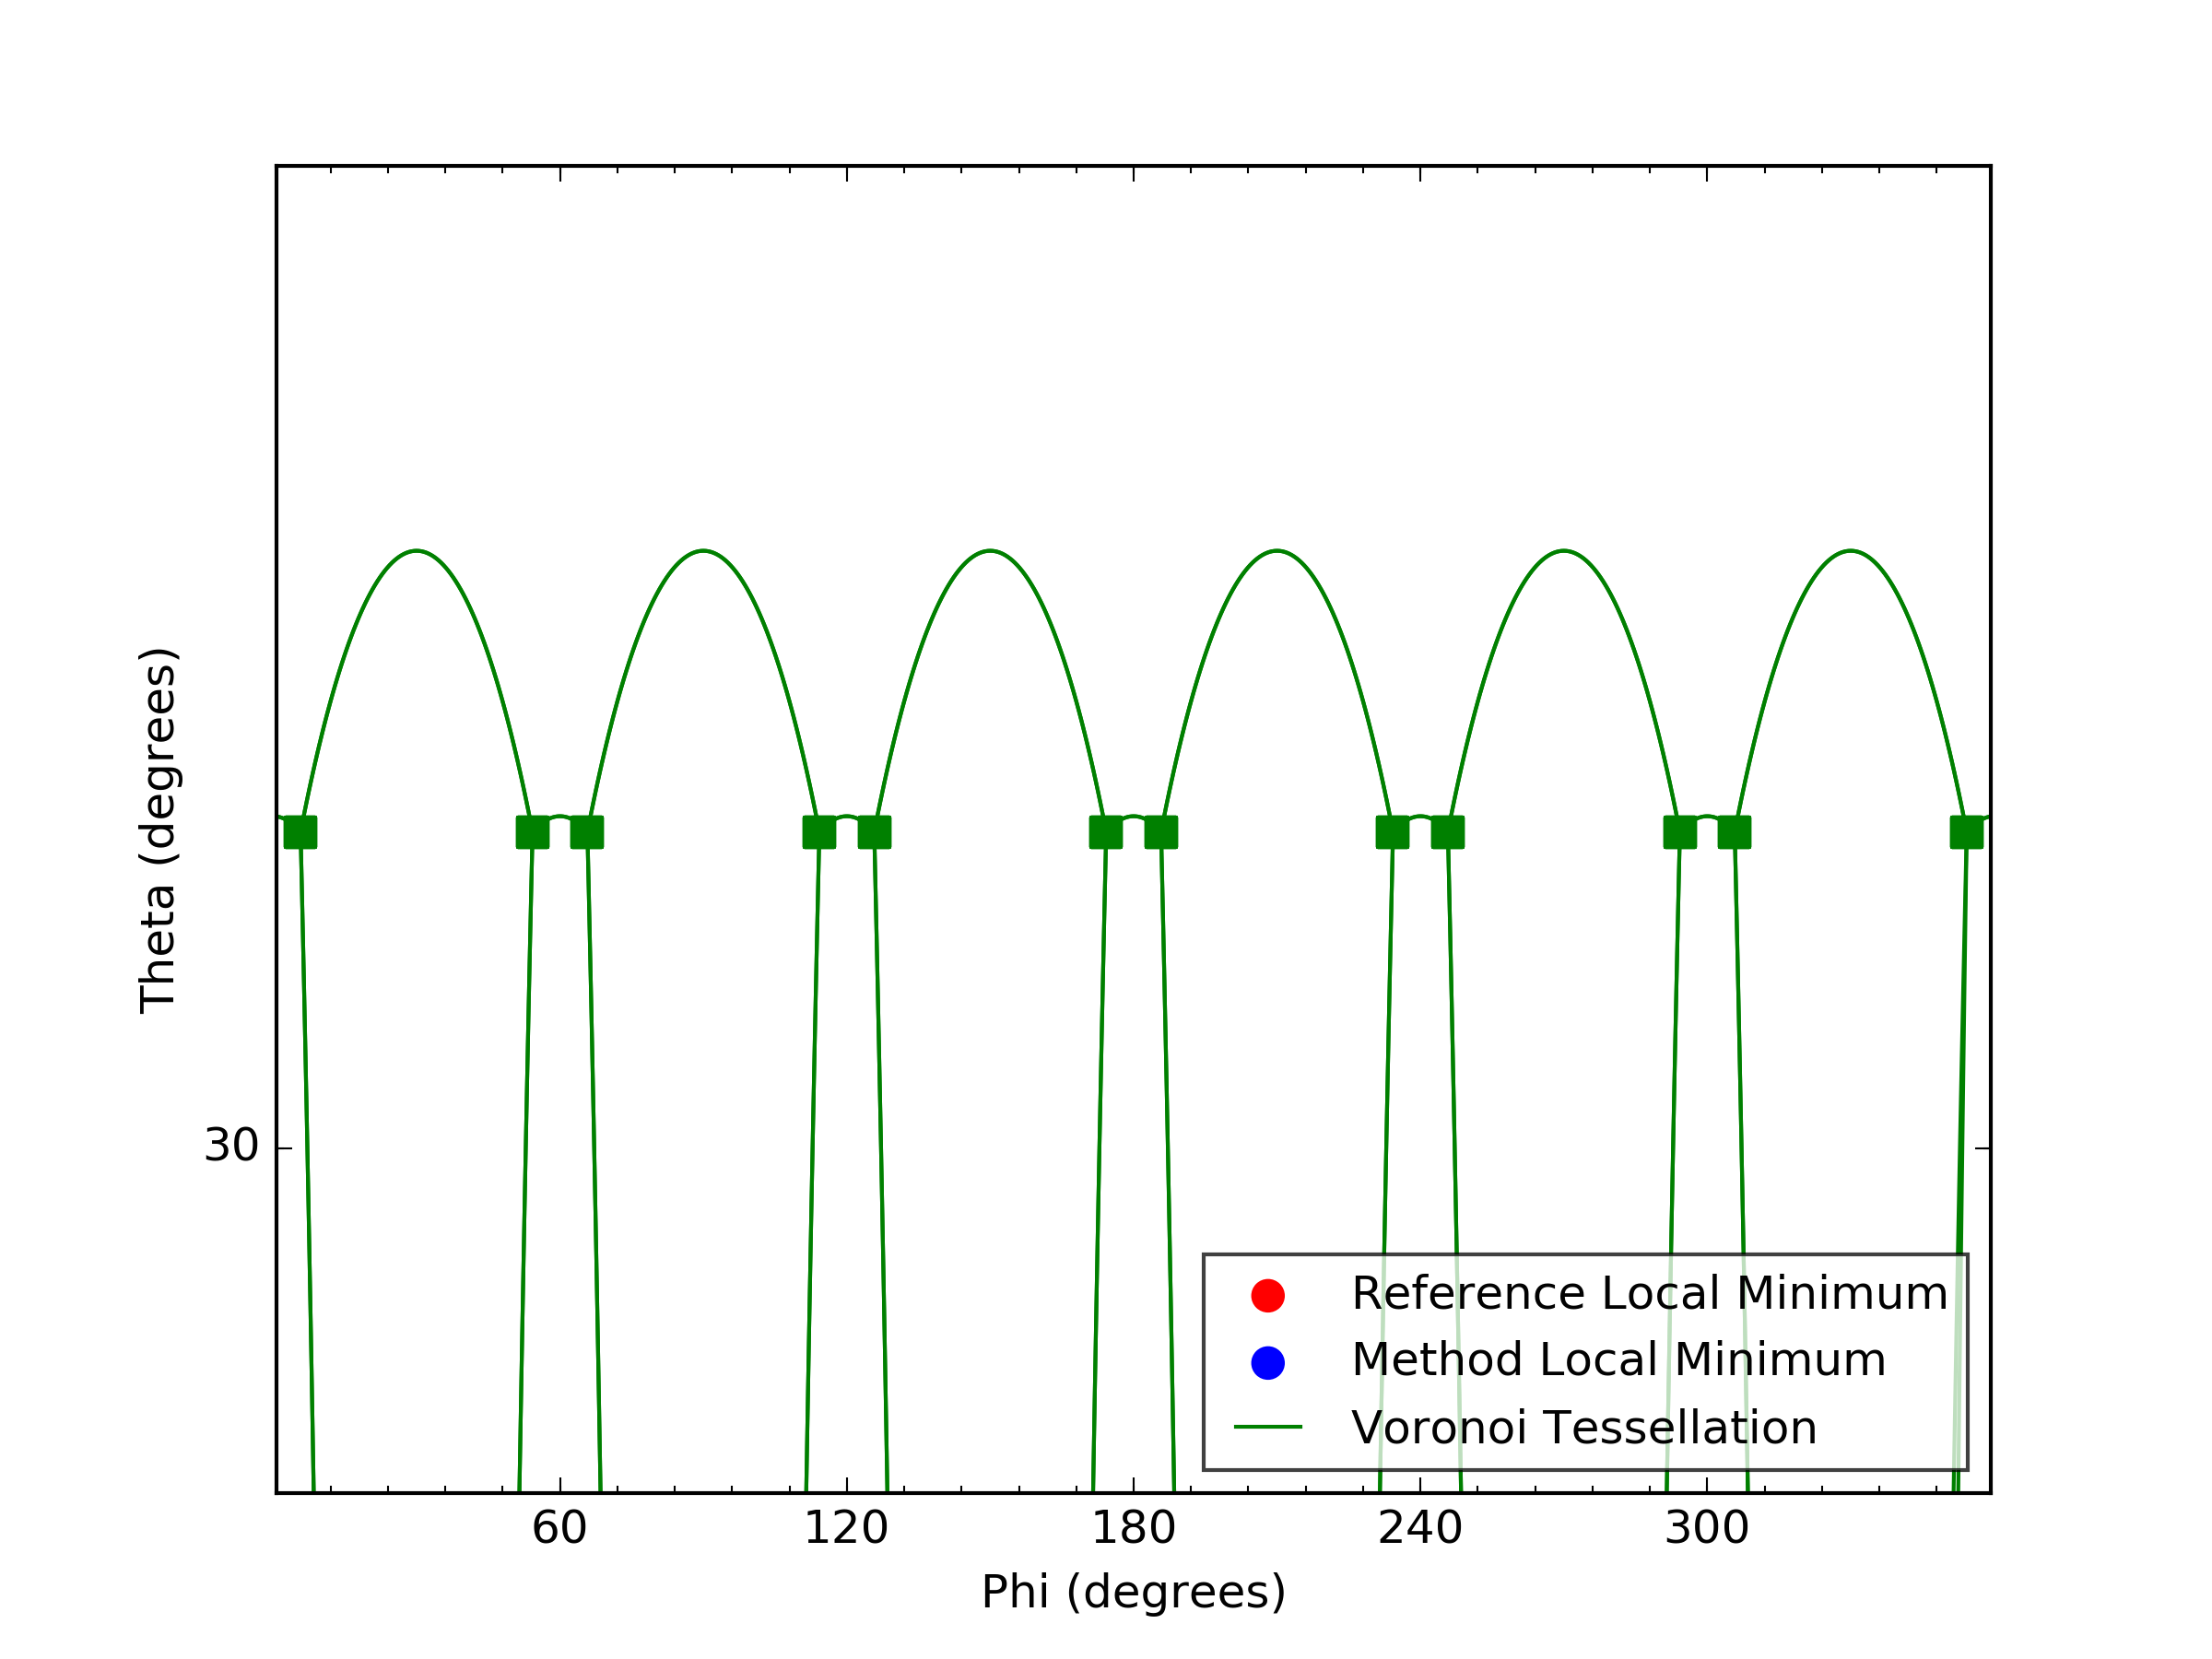 Theta (degrees)
30
Reference Local Minimum
Method Local Minimum
Voronoi Tessellation
60 120 180 240 300
Phi (degrees)